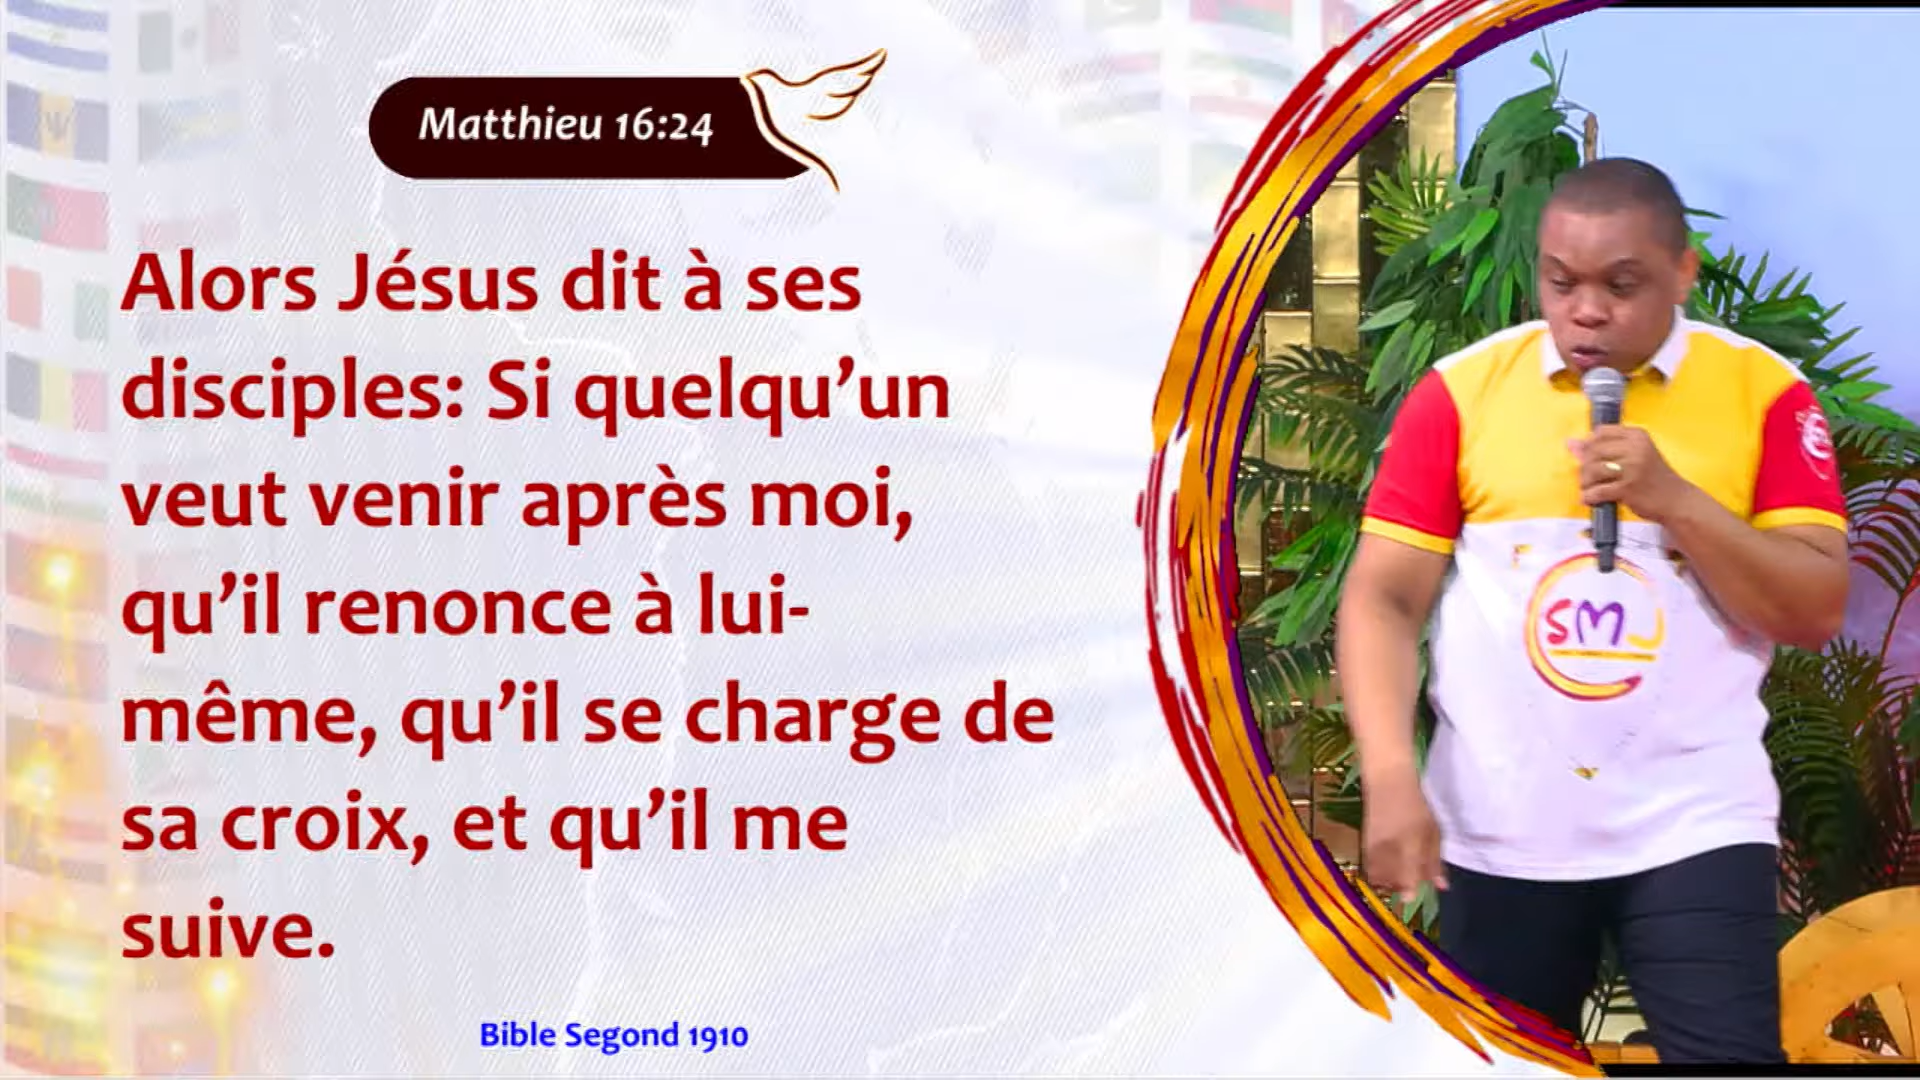 Matthieu 16:24
Alors Jésus dit à ses
disciples: Si quelqu’un
veut venir après moi,
qu’il renonce à lui-
même, qu’il se charge de
sa croix, et qu’il me
suive.
Bible Segond 1910
SMJ